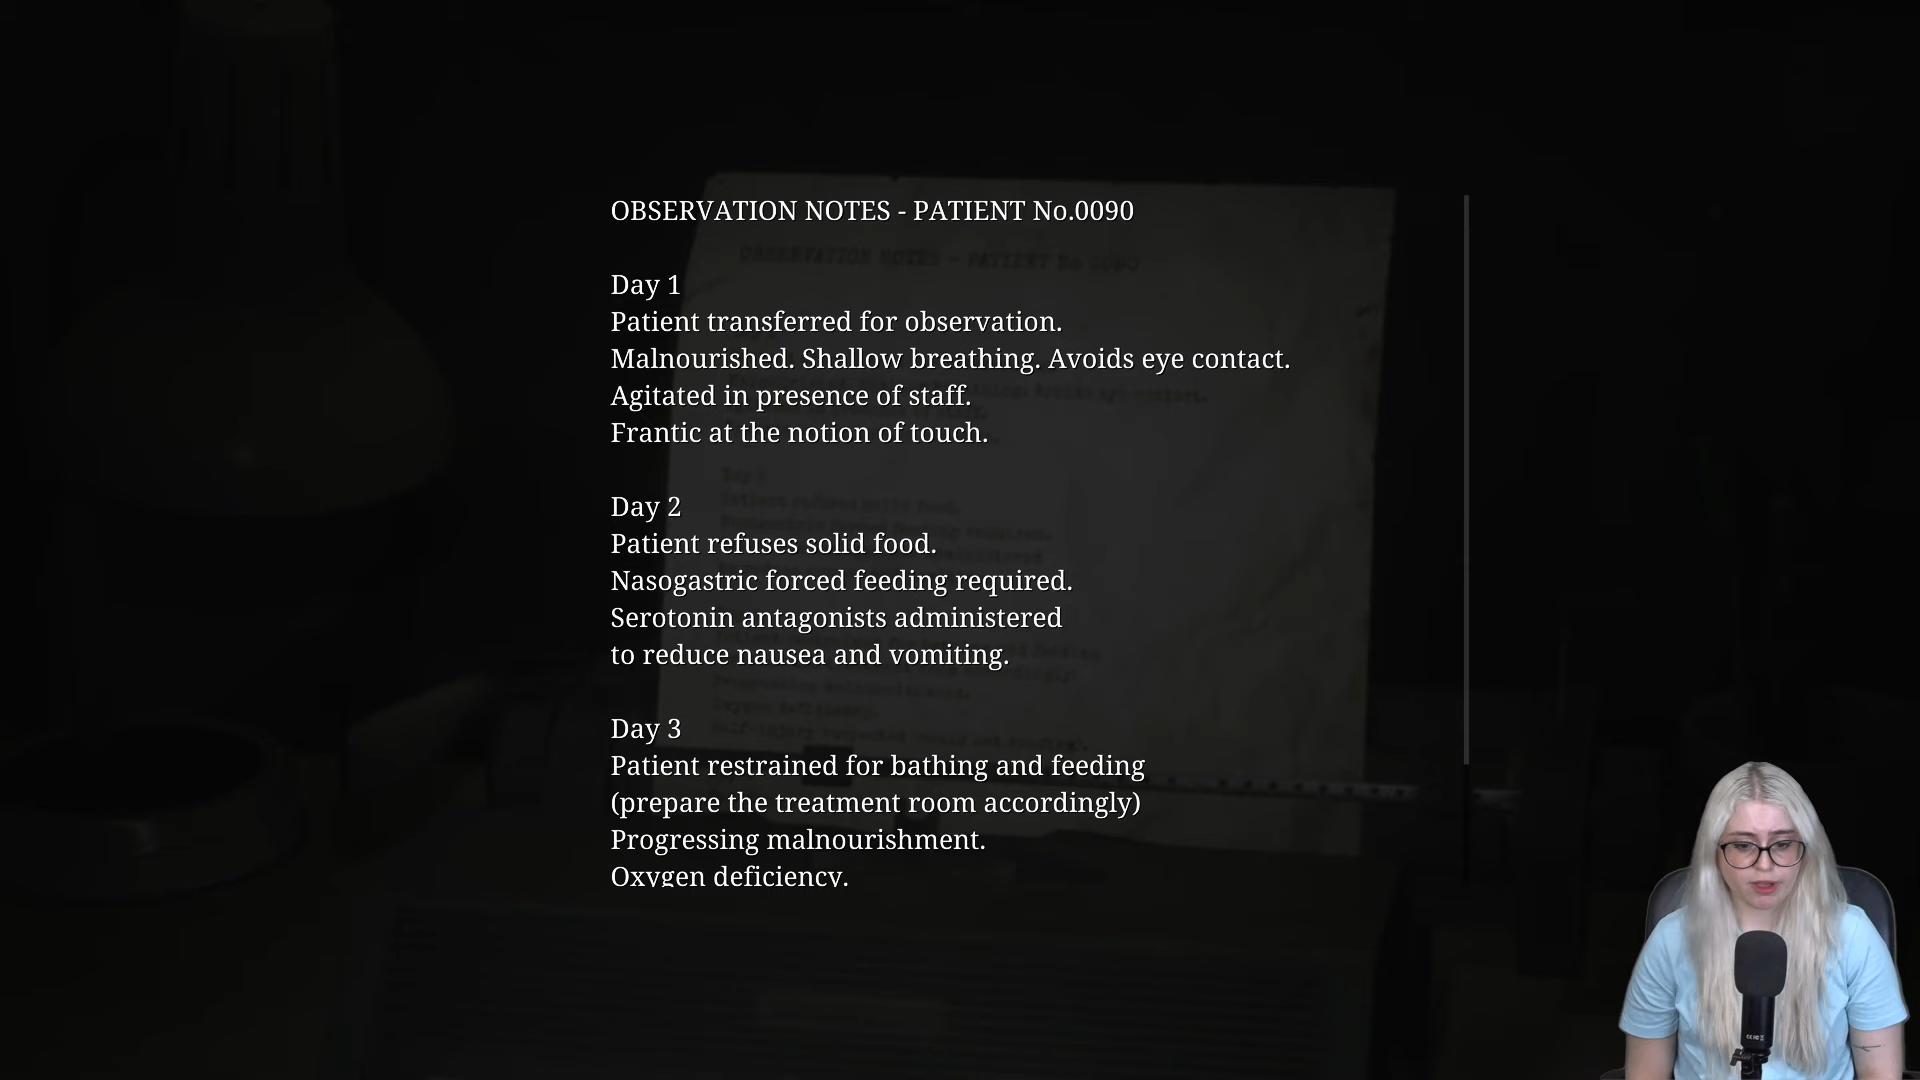 OBSERVATION NOTES - PATIENT No.0090
Day 1
Patient transferred for observation.
Malnourished. Shallow breathing. Avoids eye contact.
Agitated in presence of staff.
Frantic at the notion of touch.
Day 2
Patient refuses solid food.
Nasogastric forced feeding required.
Serotonin antagonists administered
to reduce nausea and vomiting.
Day 3
Patient restrained for bathing and feeding
(prepare the treatment room accordingly)
Progressing malnourishment.
Oxygen deficiency.